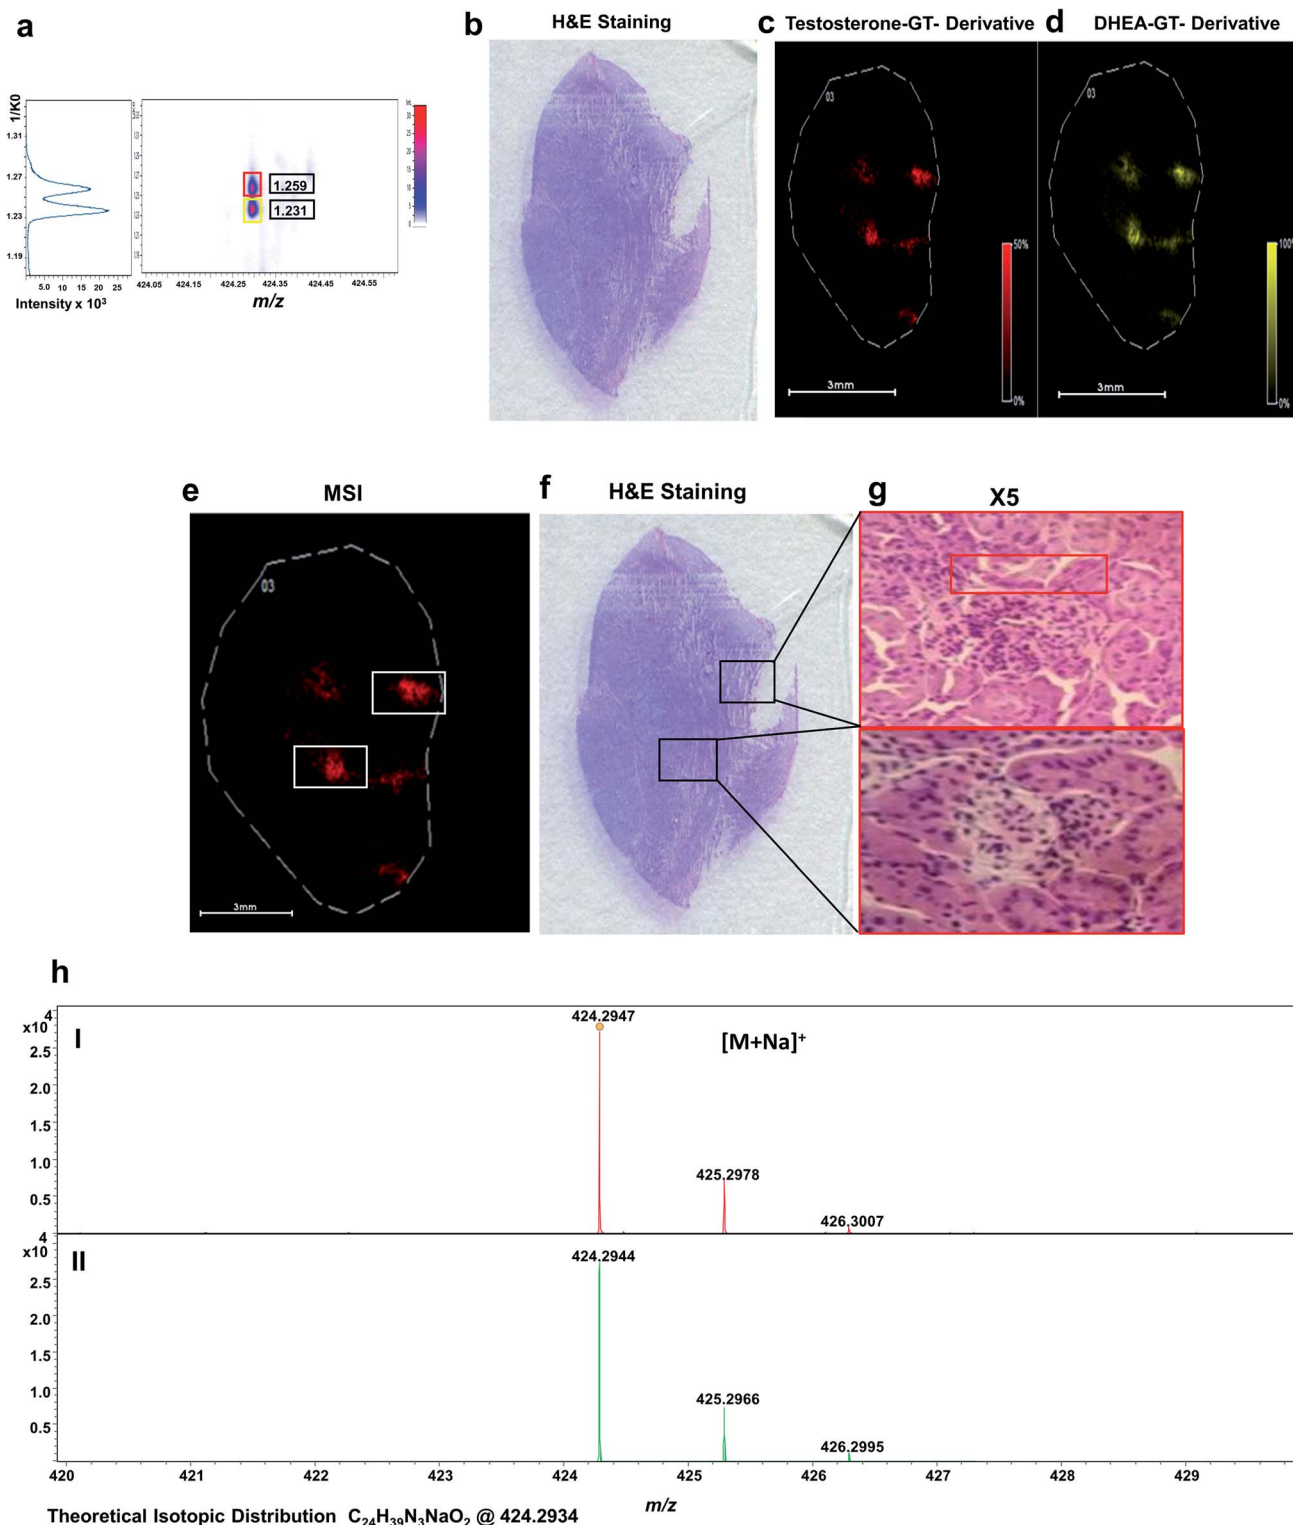 a
1/K0
1.31
1.27
1.23
1.19
5.0 10 15 20 25
Intensity x 10³
1.259
1.231
424.05 424.15 424.25 424.35 424.45 424.55
m/z
b
H&E Staining
c Testosterone-GT- Derivative
03
50%
0%
3mm
d DHEA-GT- Derivative
03
100%
0%
3mm
e
MSI
03
3mm
f
H&E Staining
g
X5
h
x10⁴
2.5
2.0
1.5
1.0
0.5
I
424.2947
[M+Na]⁺
425.2978
426.3007
x10⁴
2.5
2.0
1.5
1.0
0.5
II
424.2944
425.2966
426.2995
420 421 422 423 424 425 426 427 428 429
m/z
Theoretical Isotopic Distribution C₂₄H₃₉N₃NaO₂ @ 424.2934